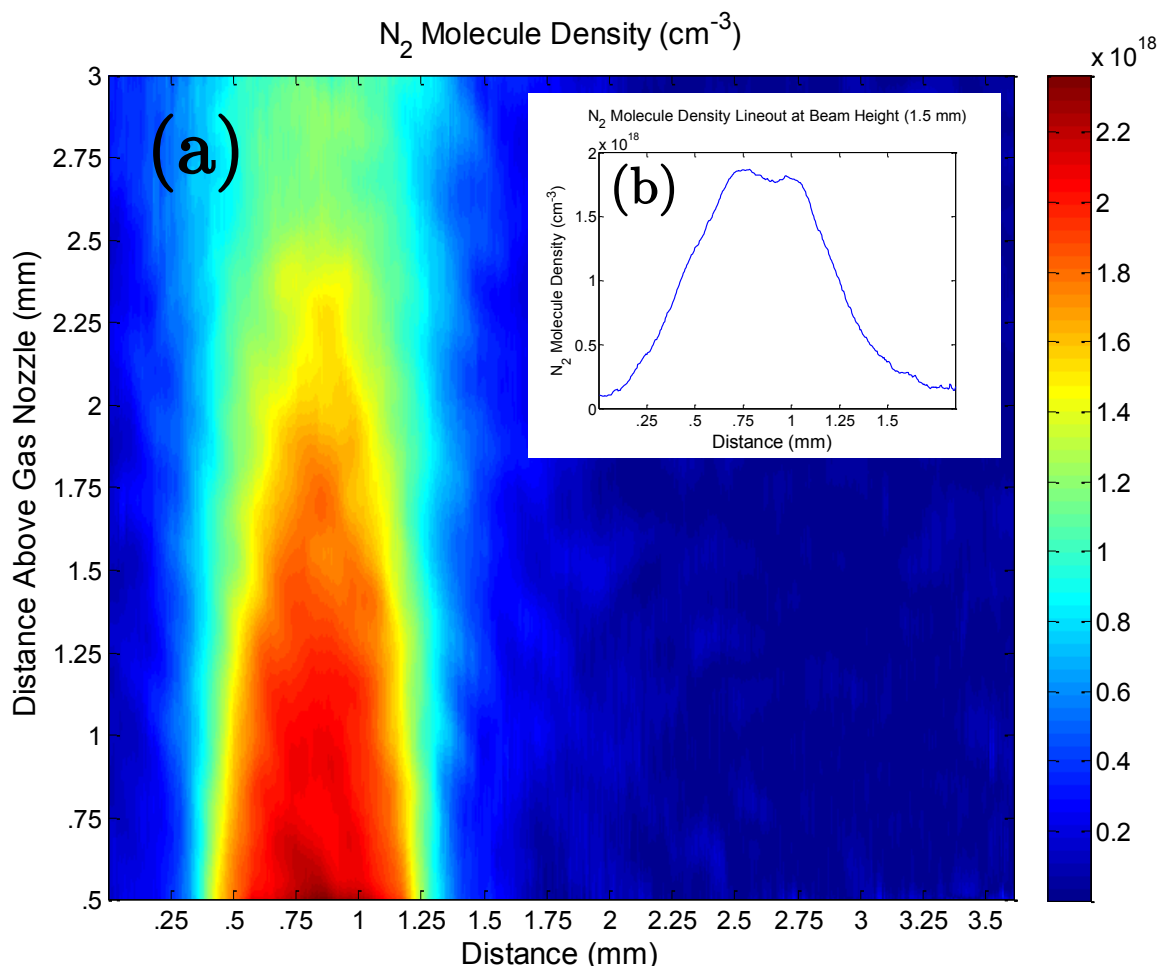 N2 Molecule Density (cm-3)
x 10 18
(a)
3
2.75
2.5
2.25
2
1.75
1.5
1.25
1
.75
.5
Distance Above Gas Nozzle (mm)
.25 .5 .75 1 1.25 1.5 1.75 2 2.25 2.5 2.75 3 3.25 3.5
Distance (mm)
N2 Molecule Density Lineout at Beam Height (1.5 mm)
x 10 18
(b)
2
1.5
1
0.5
0
N2 Molecule Density (cm-3)
.25 .5 .75 1 1.25 1.5
Distance (mm)
2.2
2
1.8
1.6
1.4
1.2
1
0.8
0.6
0.4
0.2